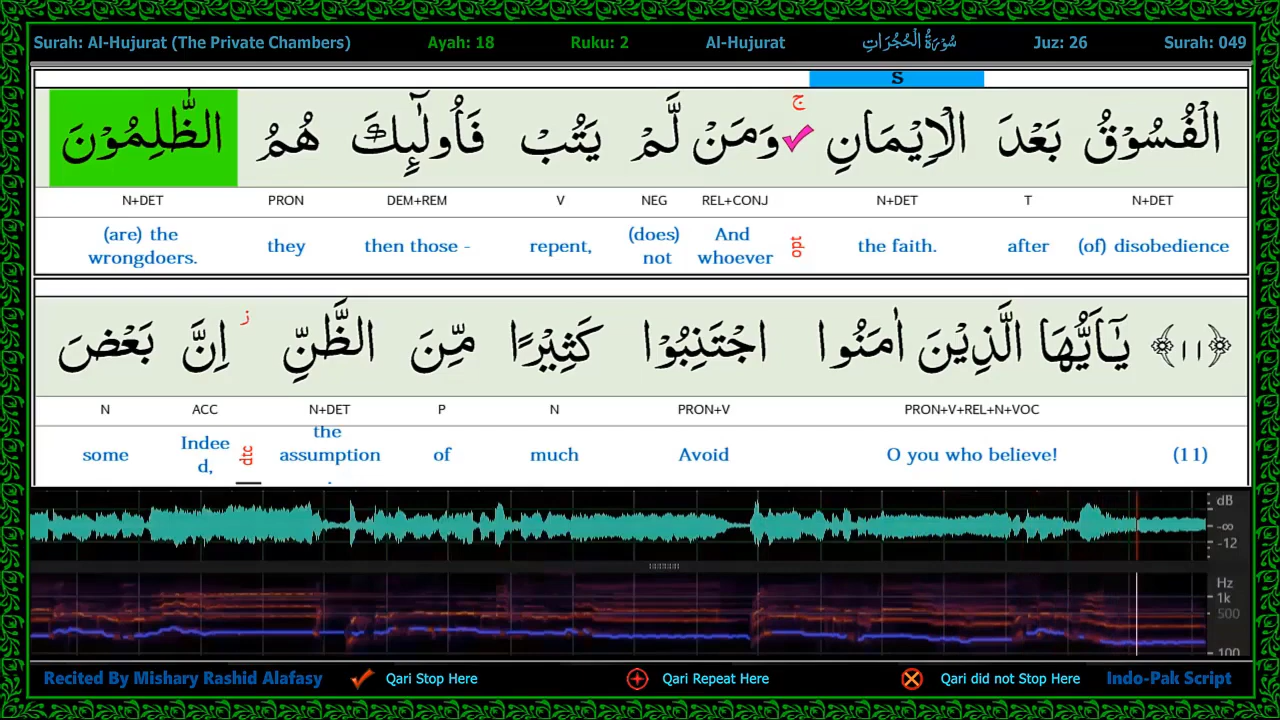 Surah: Al-Hujurat (The Private Chambers) Ayah: 18 Ruku: 2 Al-Hujurat سُوْرَةُ الْحُجُرَاتِ Juz: 26 Surah: 049
S
الْفُسُوْقُ بَعْدَ الْاِيْمَانِ ج وَمَنْ لَّمْ يَتُبْ فَاُولٰٓئِكَ هُمُ الظّٰلِمُوْنَ
N+DET PRON DEM+REM V NEG REL+CONJ N+DET T N+DET
(are) the wrongdoers. they then those - repent, (does) not And whoever opt the faith. after (of) disobedience
﴿١١﴾ يٰٓاَيُّهَا الَّذِيْنَ اٰمَنُوا اجْتَنِبُوْا كَثِيْرًا مِّنَ الظَّنِّ ز اِنَّ بَعْضَ
N ACC N+DET P N PRON+V PRON+V+REL+N+VOC
some Indeed, dtc the assumption. of much Avoid O you who believe! (11)
dB
-∞
-12
Hz
1k
500
100
Recited By Mishary Rashid Alafasy Qari Stop Here Qari Repeat Here Qari did not Stop Here Indo-Pak Script